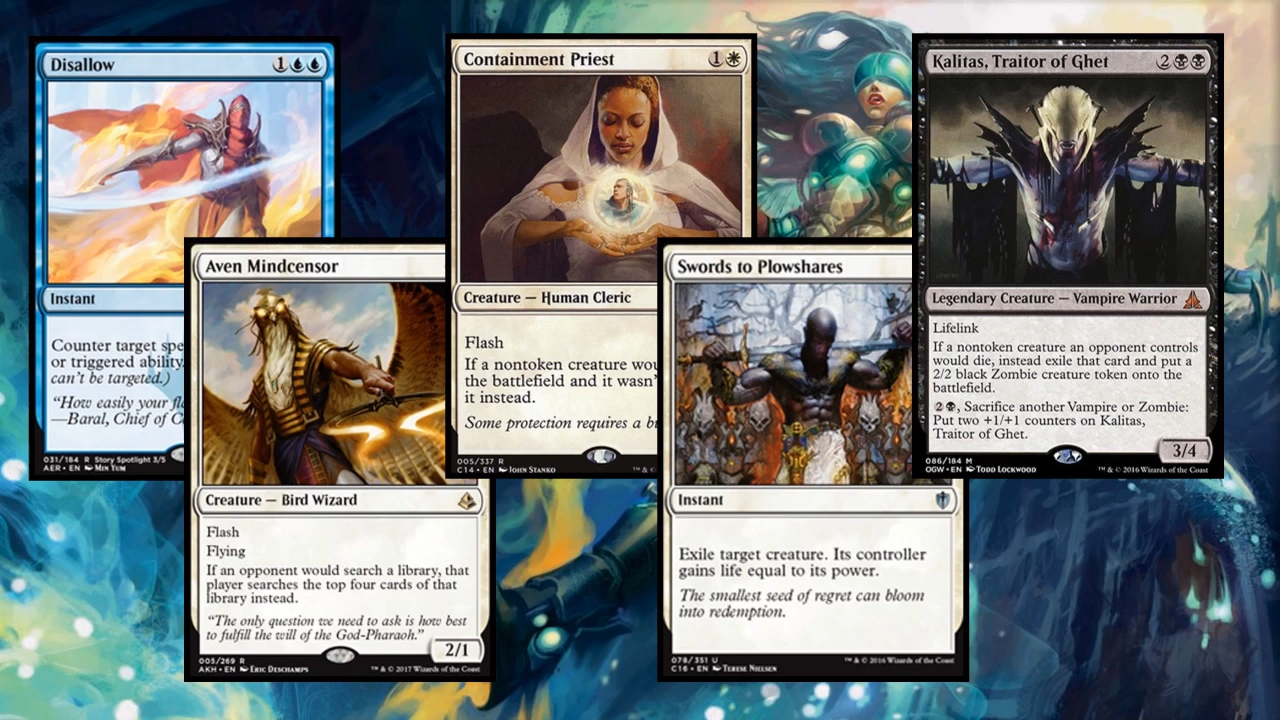 Disallow
1
Instant
Counter target spe
or triggered ability.
can't be targeted.)
"How easily your fl
—Baral, Chief of C
031/184 R Story Spotlight 3/5
AER • EN Min Yum
Aven Mindcensor
Creature — Bird Wizard
Flash
Flying
If an opponent would search a library, that
player searches the top four cards of that
library instead.
"The only question we need to ask is how best
to fulfill the will of the God-Pharaoh."
2/1
005/269 R
AKH • EN Eric Deschamps
™ & © 2017 Wizards of the Coast
Containment Priest
1
Creature — Human Cleric
Flash
If a nontoken creature wou
the battlefield and it wasn'
it instead.
Some protection requires a b
005/337 R
C14 • EN John Stanko
™ & ©
Swords to Plowshares
Instant
Exile target creature. Its controller
gains life equal to its power.
The smallest seed of regret can bloom
into redemption.
078/351 U
C16 • EN Terese Nielsen
™ & © 2016 Wizards of the Coast
Kalitas, Traitor of Ghet
2
Legendary Creature — Vampire Warrior
Lifelink
If a nontoken creature an opponent controls
would die, instead exile that card and put a
2/2 black Zombie creature token onto the
battlefield.
2, Sacrifice another Vampire or Zombie:
Put two +1/+1 counters on Kalitas,
Traitor of Ghet.
3/4
086/184 M
OGW • EN Todd Lockwood
™ & © 2016 Wizards of the Coast